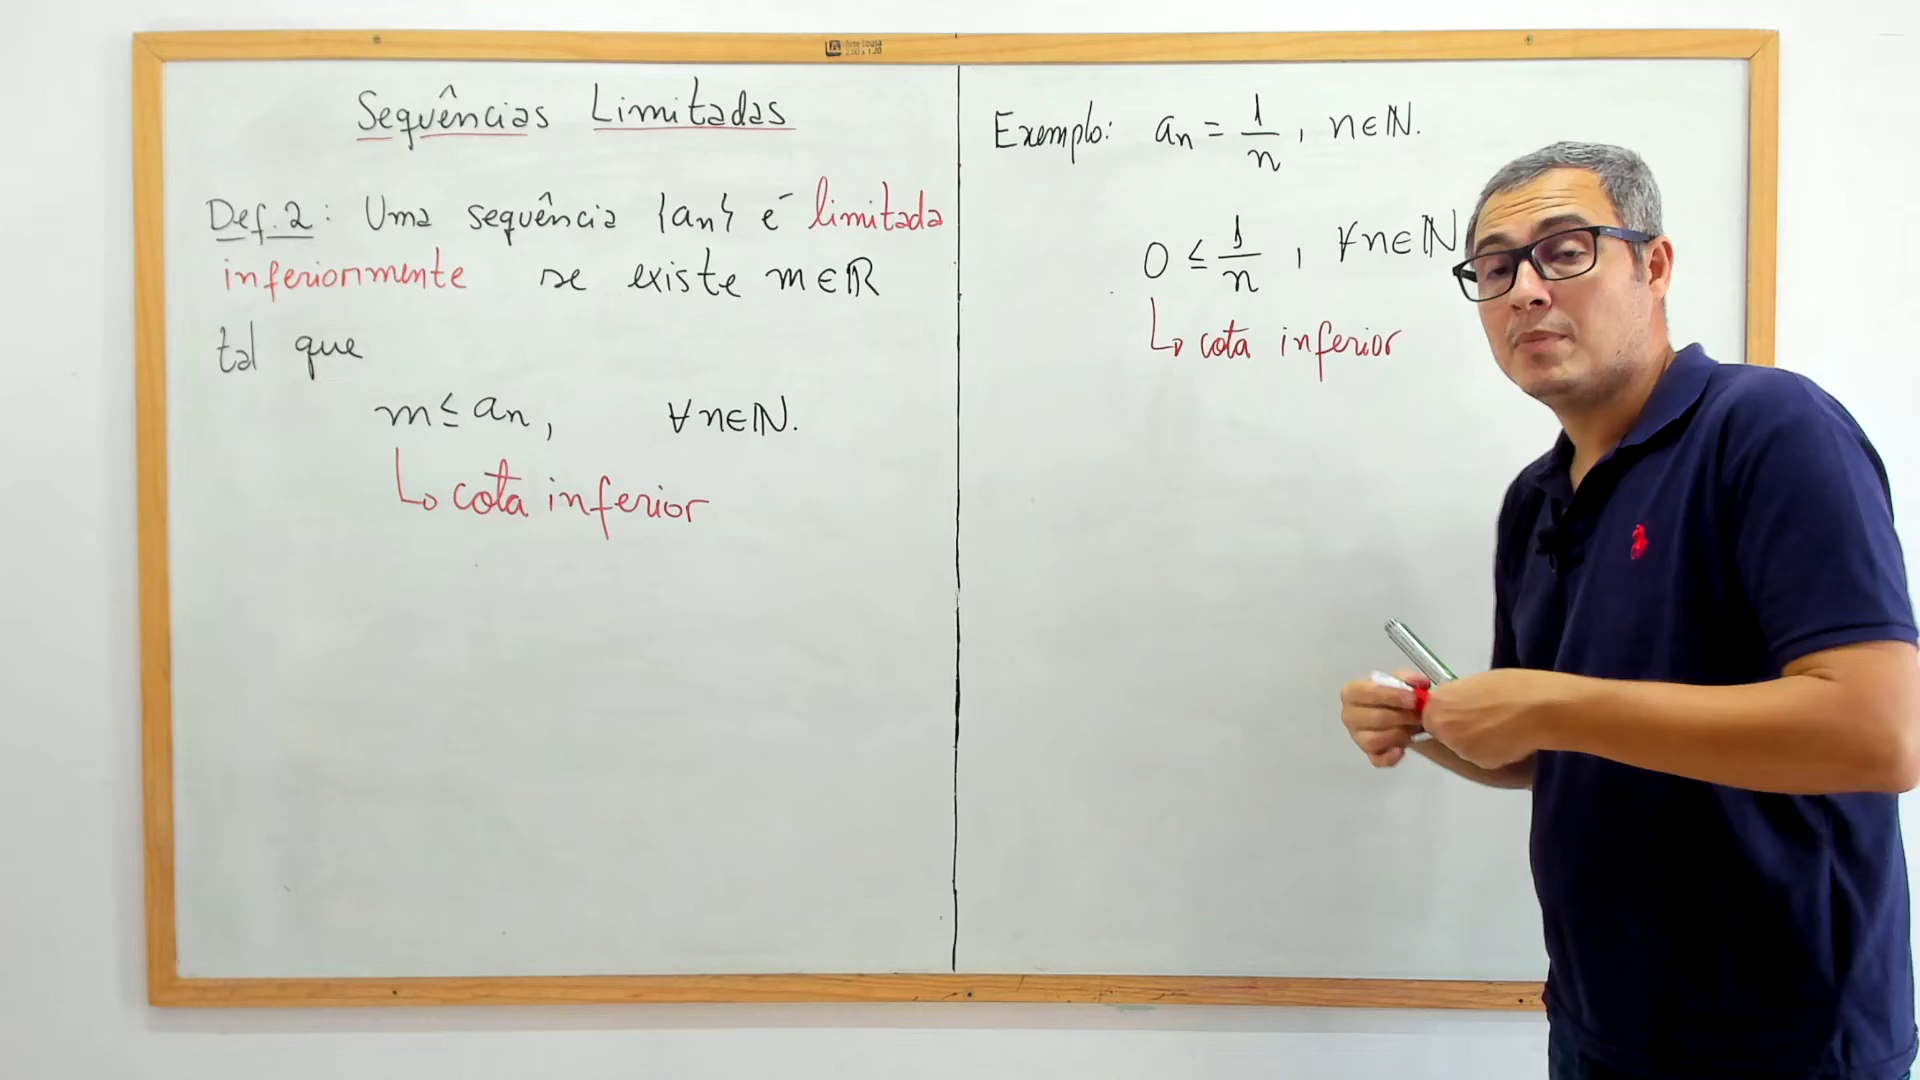 Sequências Limitadas
Def. 2: Uma sequência {an} é limitada
inferiormente se existe m∈ℝ
tal que
m ≤ an, ∀n∈ℕ.
↳ cota inferior
Exemplo: an = 1/n, n∈ℕ.
0 ≤ 1/n, ∀n∈ℕ
↳ cota inferior